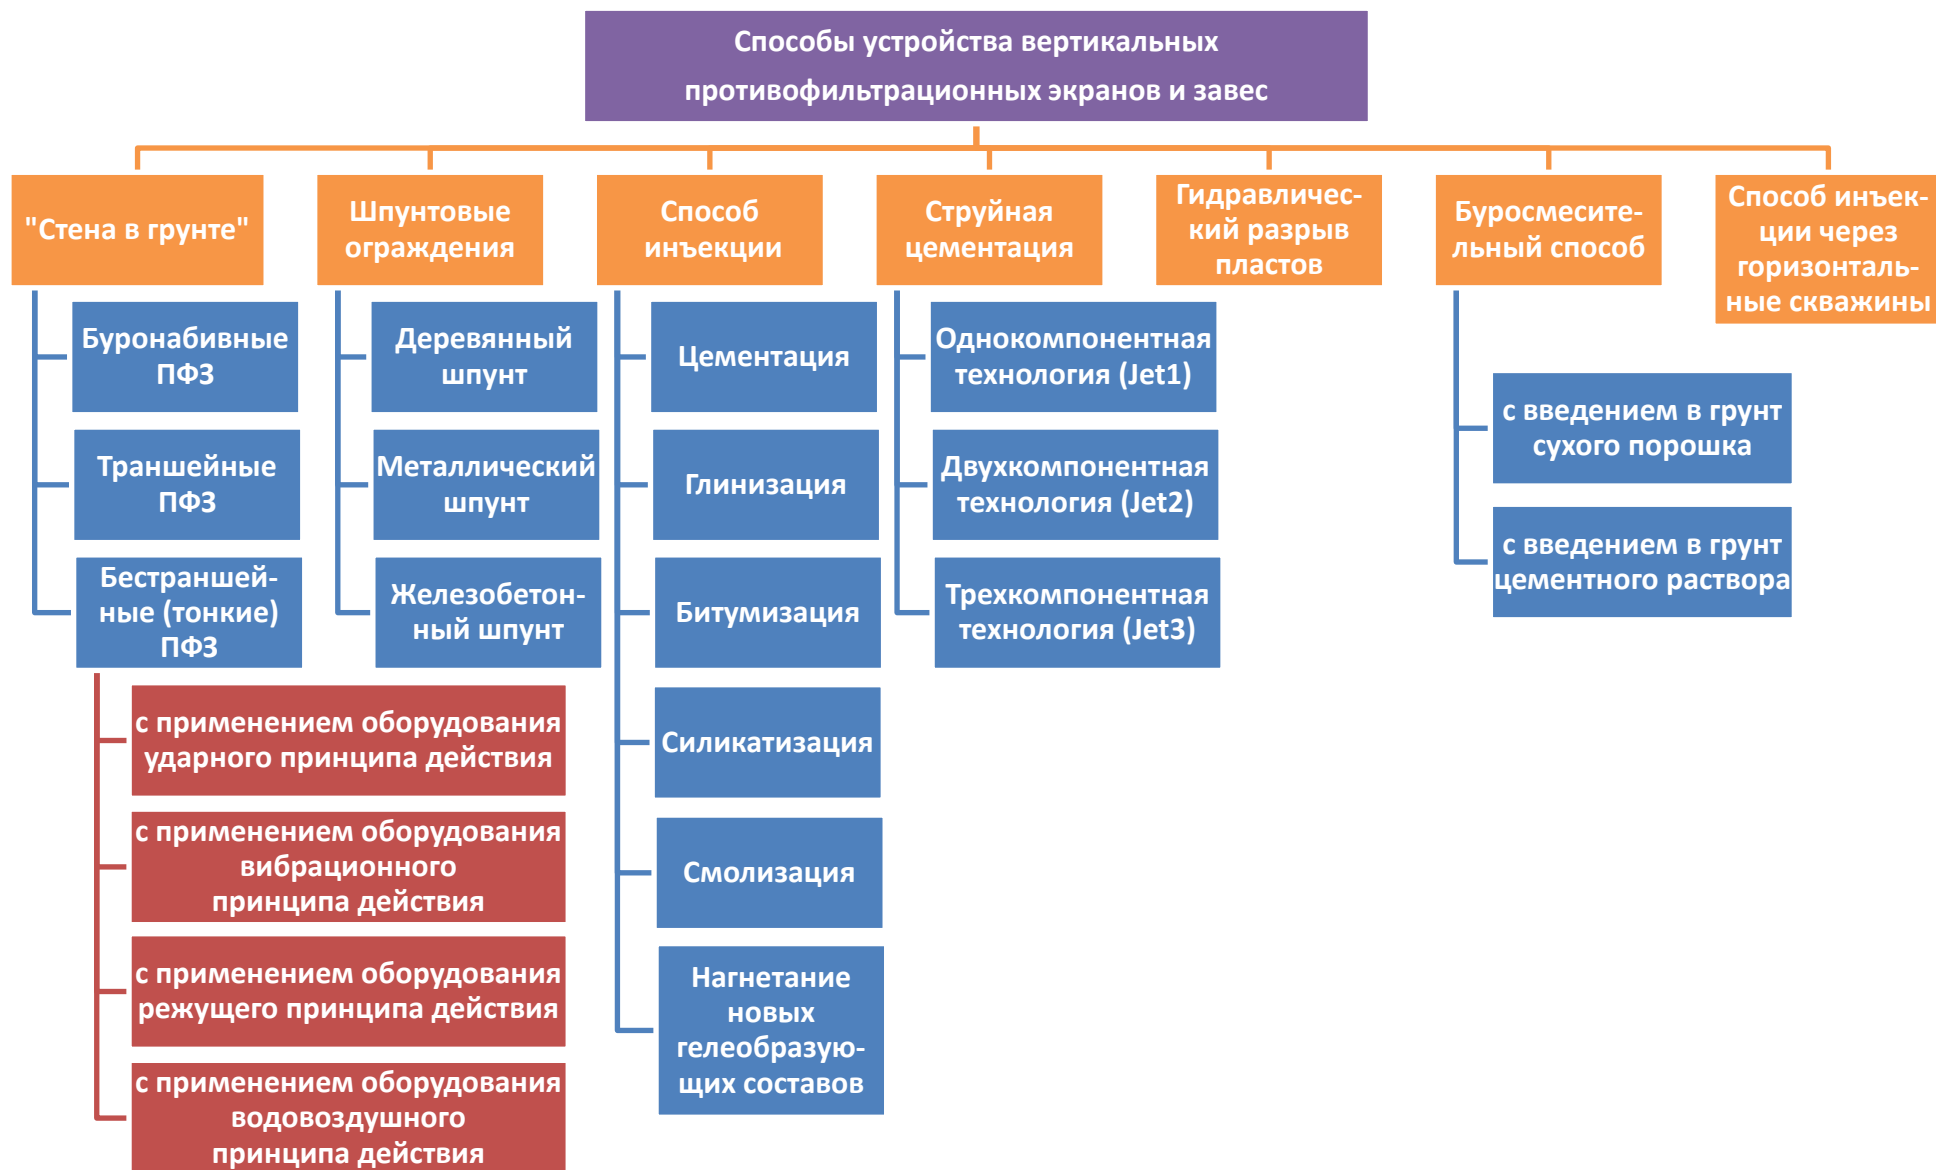 Способы устройства вертикальных
противофильтрационных экранов и завес
"Стена в грунте"
Шпунтовые
ограждения
Способ
инъекции
Струйная
цементация
Гидравличес-
кий разрыв
пластов
Буросмесите-
льный способ
Способ инъек-
ции через
горизонталь-
ные скважины
Буронабивные
ПФЗ
Траншейные
ПФЗ
Бестраншей-
ные (тонкие)
ПФЗ
с применением оборудования
ударного принципа действия
с применением оборудования
вибрационного
принципа действия
с применением оборудования
режущего принципа действия
с применением оборудования
водовоздушного
принципа действия
Деревянный
шпунт
Металлический
шпунт
Железобетон-
ный шпунт
Цементация
Глинизация
Битумизация
Силикатизация
Смолизация
Нагнетание
новых
гелеобразую-
щих составов
Однокомпонентная
технология (Jet1)
Двухкомпонентная
технология (Jet2)
Трехкомпонентная
технология (Jet3)
с введением в грунт
сухого порошка
с введением в грунт
цементного раствора